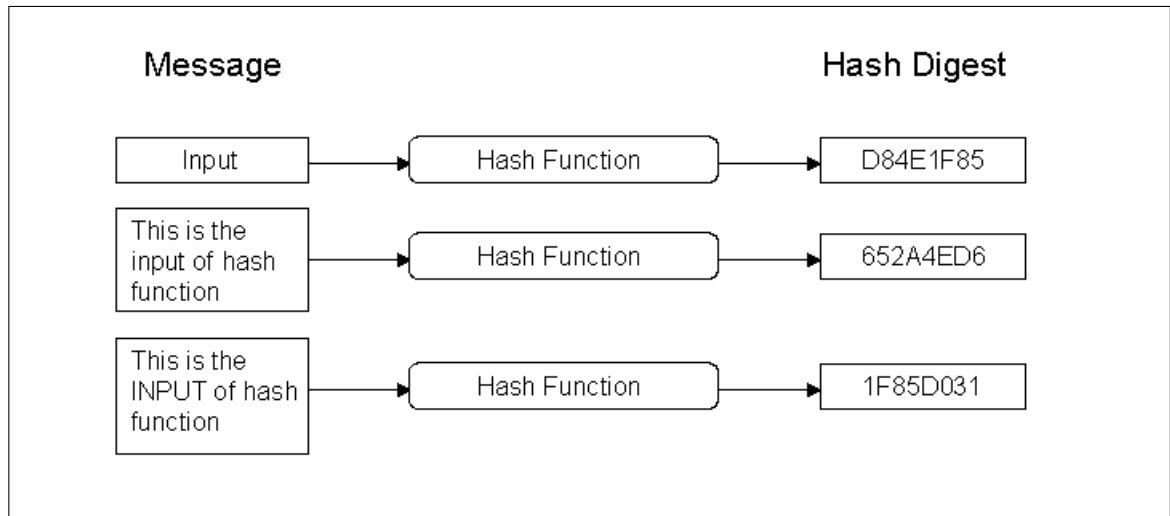 Message
Hash Digest
Input
Hash Function
D84E1F85
This is the
input of hash
function
Hash Function
652A4ED6
This is the
INPUT of hash
function
Hash Function
1F85D031